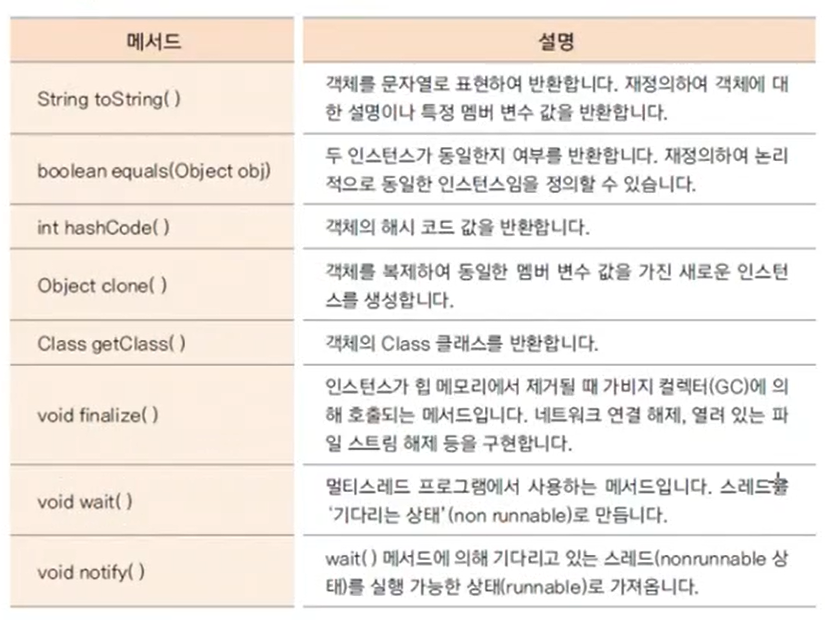 메서드 설명
String toString( )
객체를 문자열로 표현하여 반환합니다. 재정의하여 객체에 대
한 설명이나 특정 멤버 변수 값을 반환합니다.
boolean equals(Object obj)
두 인스턴스가 동일한지 여부를 반환합니다. 재정의하여 논리
적으로 동일한 인스턴스임을 정의할 수 있습니다.
int hashCode( )
객체의 해시 코드 값을 반환합니다.
Object clone( )
객체를 복제하여 동일한 멤버 변수 값을 가진 새로운 인스턴
스를 생성합니다.
Class getClass( )
객체의 Class 클래스를 반환합니다.
void finalize( )
인스턴스가 힙 메모리에서 제거될 때 가비지 컬렉터(GC)에 의
해 호출되는 메서드입니다. 네트워크 연결 해제, 열려 있는 파
일 스트림 해제 등을 구현합니다.
void wait( )
멀티스레드 프로그램에서 사용하는 메서드입니다. 스레드를
‘기다리는 상태’(non runnable)로 만듭니다.
void notify( )
wait( ) 메서드에 의해 기다리고 있는 스레드(nonrunnable 상
태)를 실행 가능한 상태(runnable)로 가져옵니다.